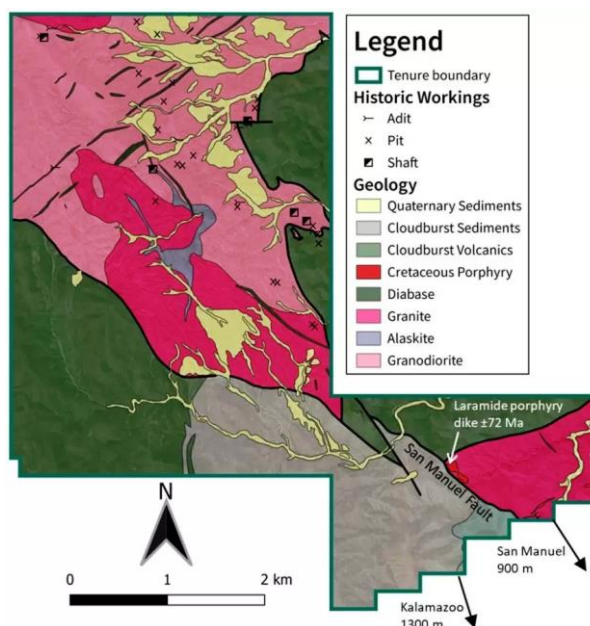 Legend
Tenure boundary
Historic Workings
Adit
Pit
Shaft
Geology
Quaternary Sediments
Cloudburst Sediments
Cloudburst Volcanics
Cretaceous Porphyry
Diabase
Granite
Alaskite
Granodiorite
Laramide porphyry
dike ±72 Ma
San Manuel Fault
N
0 1 2 km
San Manuel
900 m
Kalamazoo
1300 m